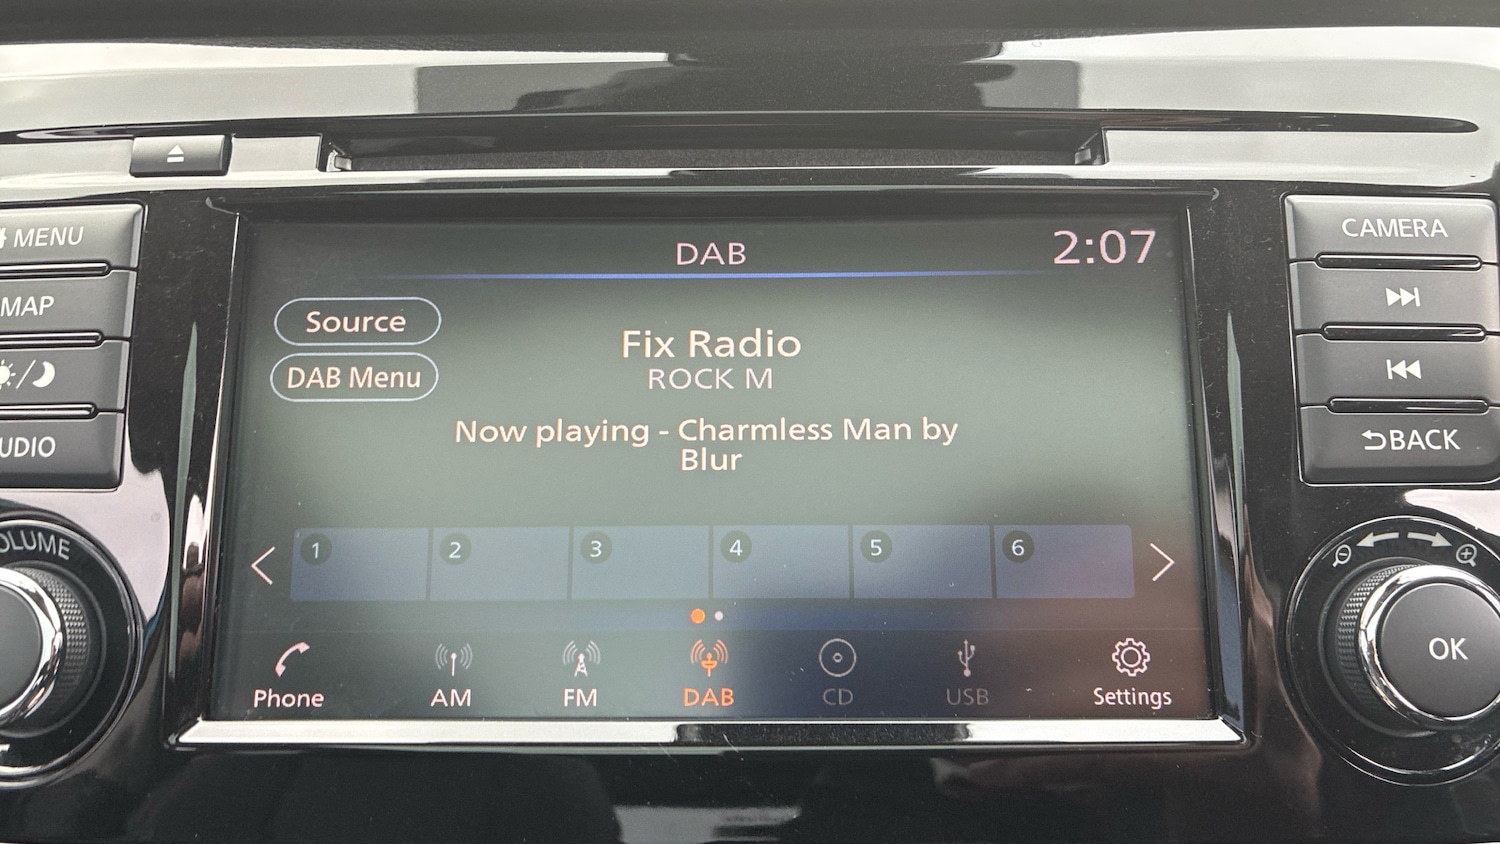 MENU
MAP
UDIO
OLUME
DAB
2:07
Source
DAB Menu
Fix Radio
ROCK M
Now playing - Charmless Man by
Blur
1 2 3 4 5 6
Phone AM FM DAB CD USB Settings
CAMERA
BACK
OK